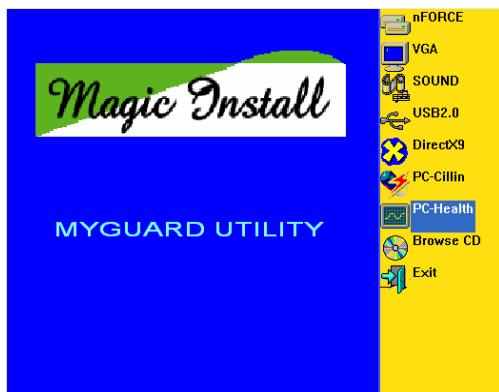 Magic Install
MYGUARD UTILITY
nFORCE
VGA
SOUND
USB2.0
DirectX9
PC-Cillin
PC-Health
Browse CD
Exit